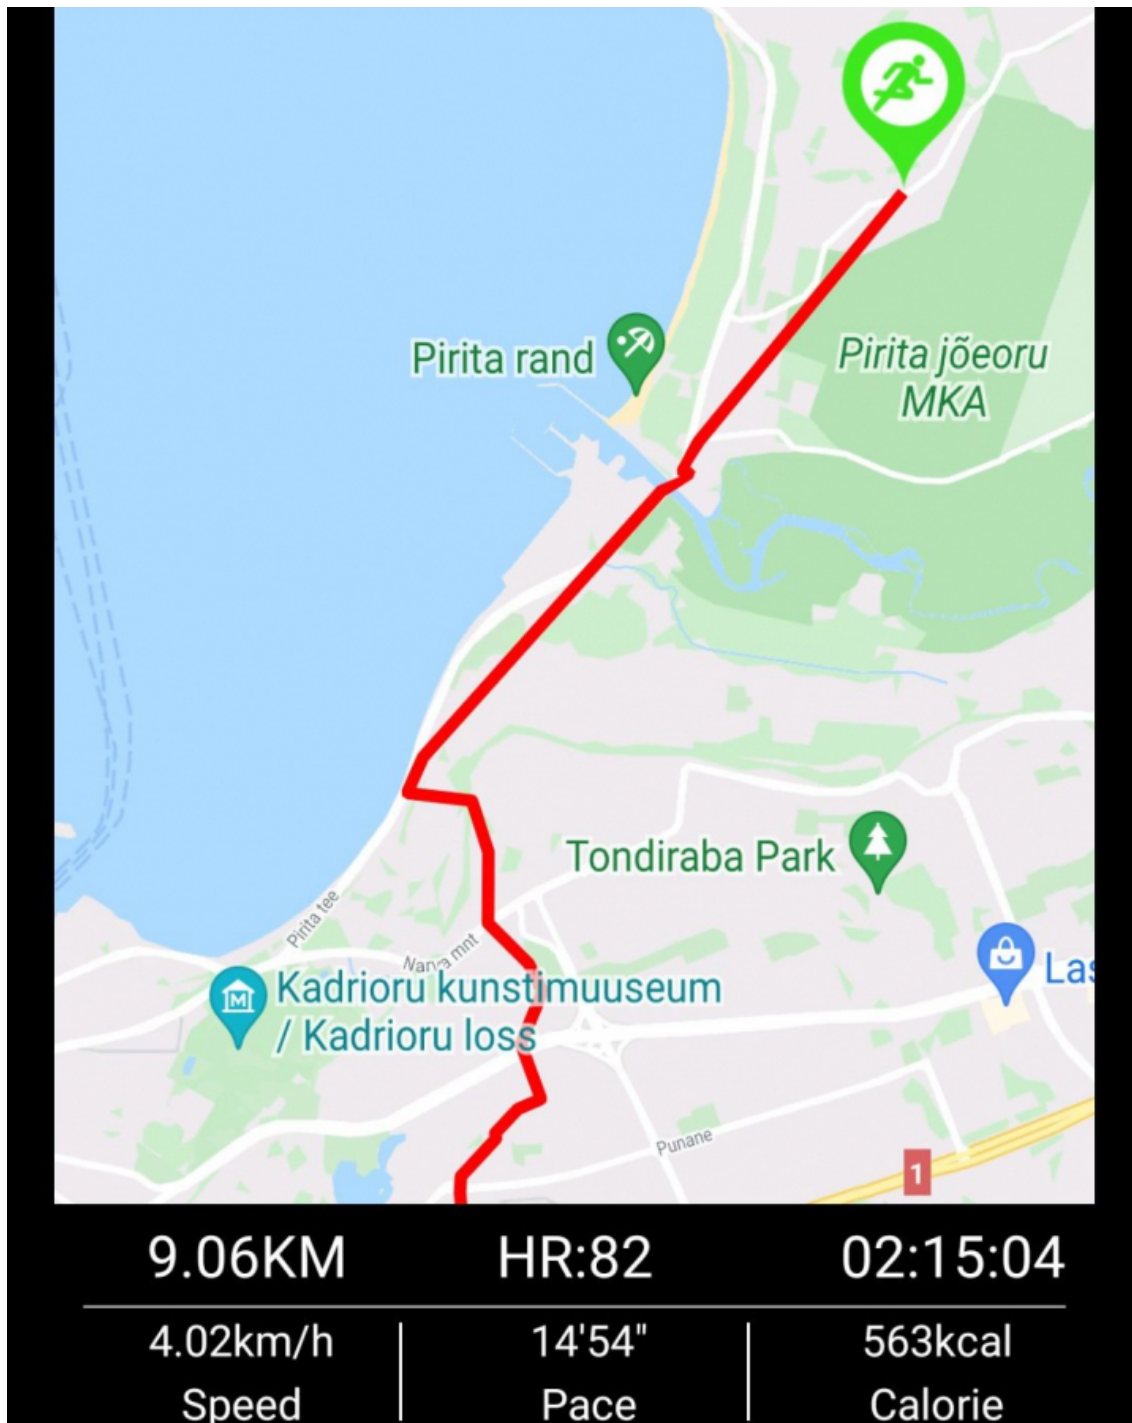 Pirita rand
Pirita jõeoru
MKA
Tondiraba Park
Pirita tee
Narva mnt
Las
Kadrioru kunstimuuseum
/ Kadrioru loss
Punane
1
9.06KM HR:82 02:15:04
4.02km/h 14'54" 563kcal
Speed Pace Calorie